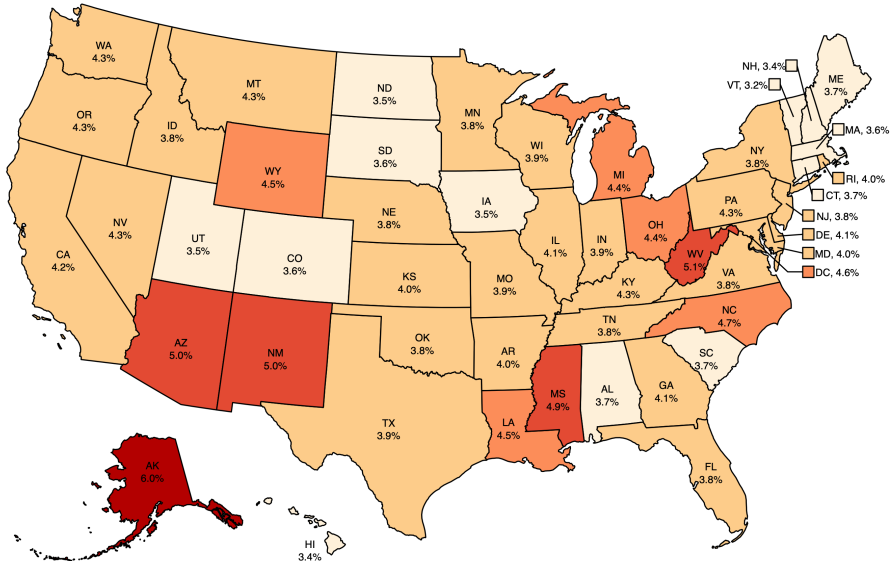 WA
4.3%
OR
4.3%
CA
4.2%
ID
3.8%
NV
4.3%
MT
4.3%
WY
4.5%
UT
3.5%
CO
3.6%
AZ
5.0%
NM
5.0%
ND
3.5%
SD
3.6%
NE
3.8%
KS
4.0%
OK
3.8%
TX
3.9%
MN
3.8%
IA
3.5%
MO
3.9%
AR
4.0%
LA
4.5%
WI
3.9%
IL
4.1%
MI
4.4%
IN
3.9%
OH
4.4%
KY
4.3%
TN
3.8%
MS
4.9%
AL
3.7%
GA
4.1%
FL
3.8%
SC
3.7%
NC
4.7%
VA
3.8%
WV
5.1%
PA
4.3%
NY
3.8%
ME
3.7%
NH, 3.4%
VT, 3.2%
MA, 3.6%
RI, 4.0%
CT, 3.7%
NJ, 3.8%
DE, 4.1%
MD, 4.0%
DC, 4.6%
AK
6.0%
HI
3.4%